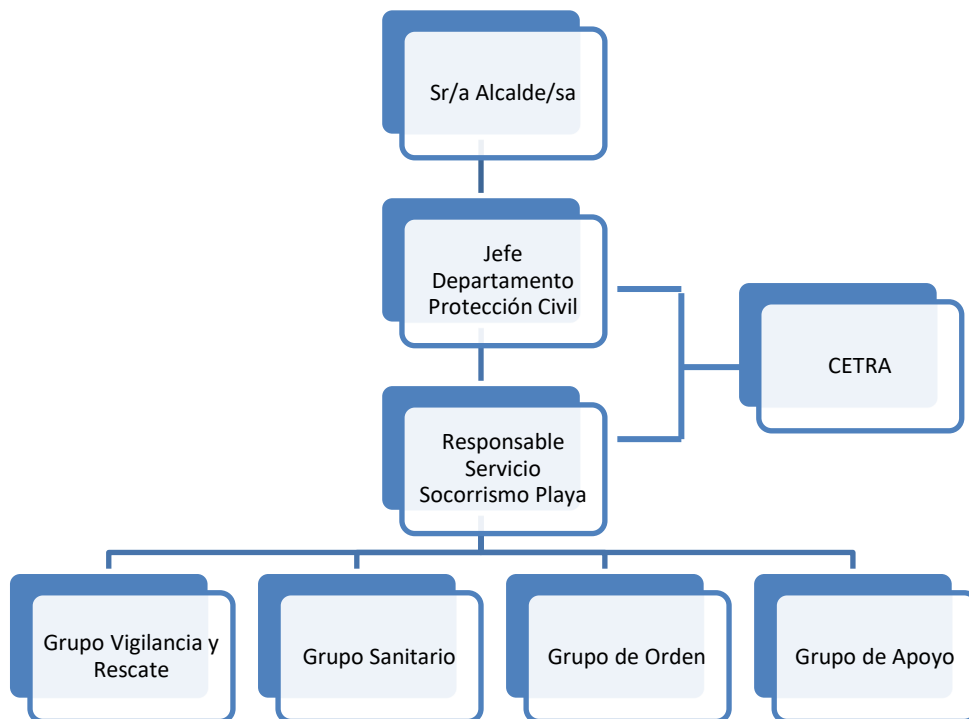 Sr/a Alcalde/sa
Jefe
Departamento
Protección Civil
CETRA
Responsable
Servicio
Socorrismo Playa
Grupo Vigilancia y
Rescate
Grupo Sanitario
Grupo de Orden
Grupo de Apoyo